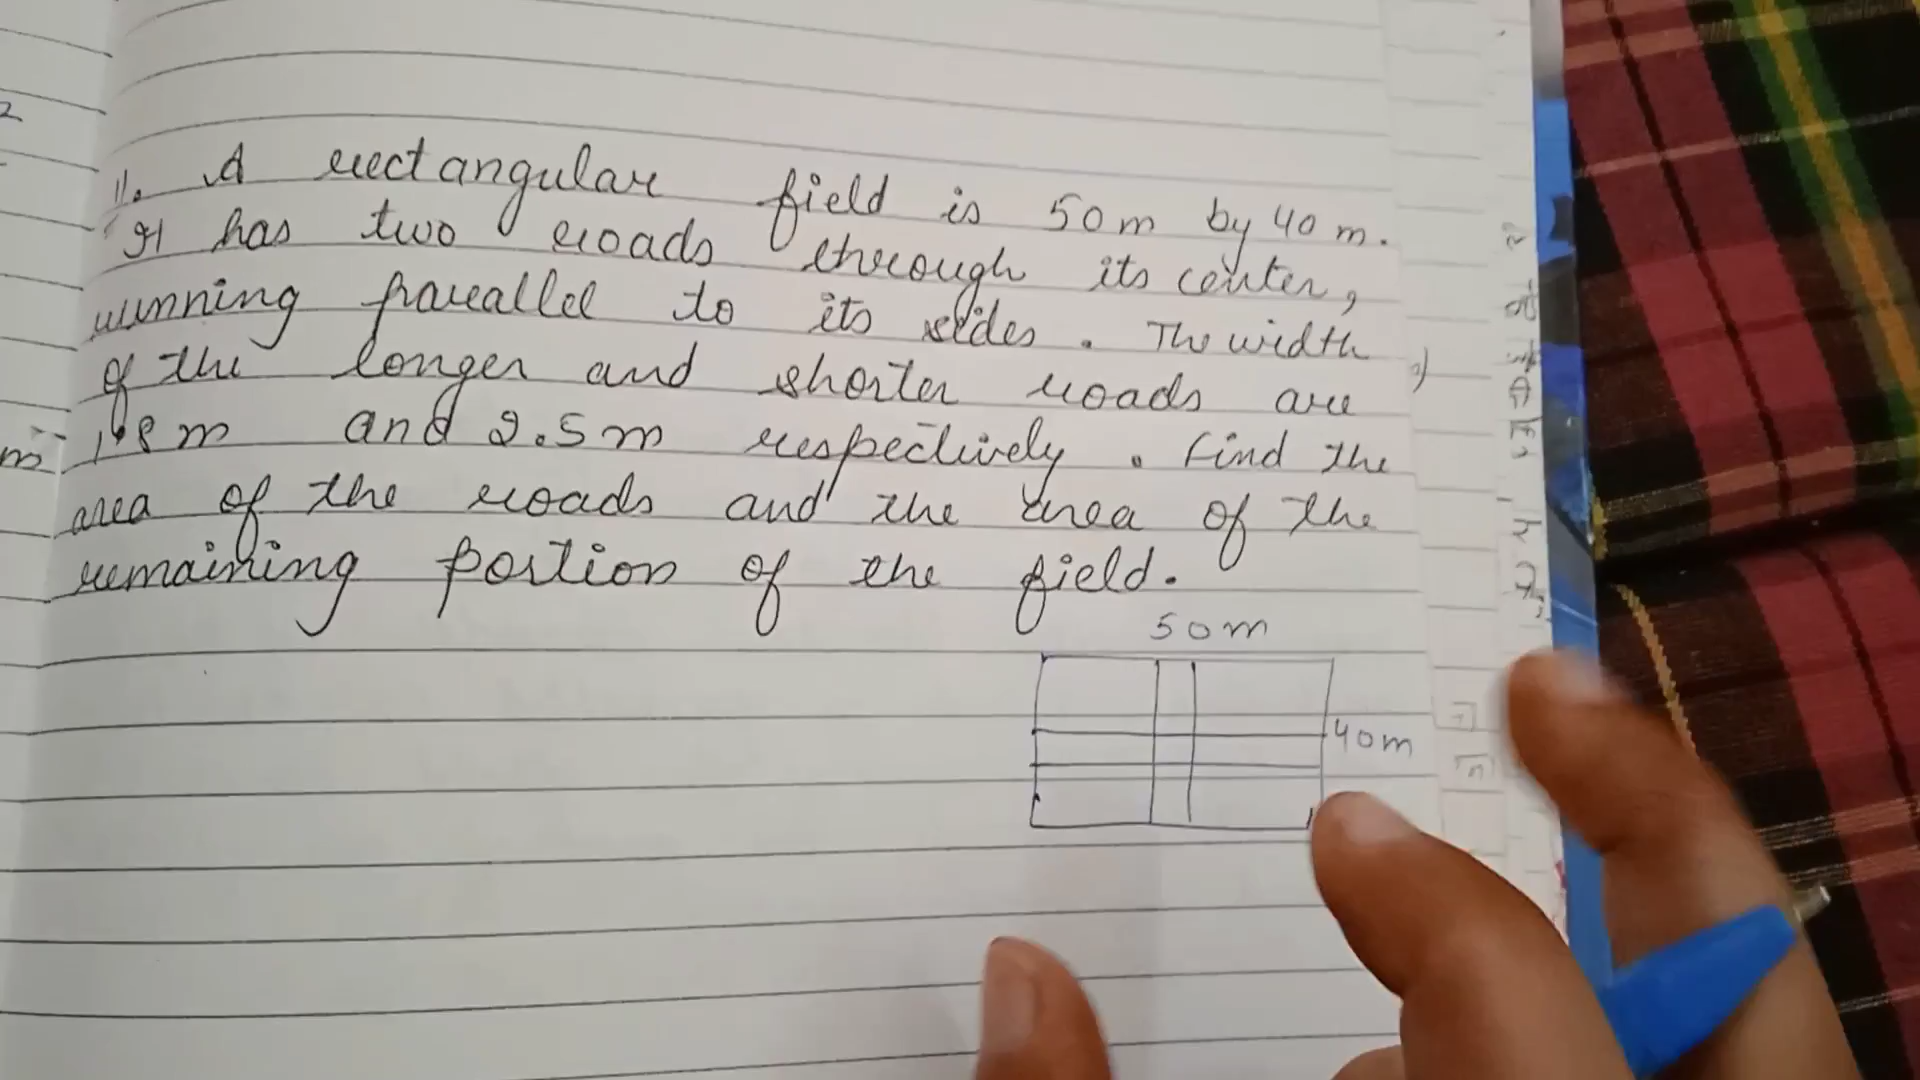 11. A rectangular field is 50m by 40m.
It has two roads through its center,
running parallel to its sides. The width
of the longer and shorter roads are
1.8m and 2.5m respectively. Find the
area of the roads and the area of the
remaining portion of the field.
50m
40m